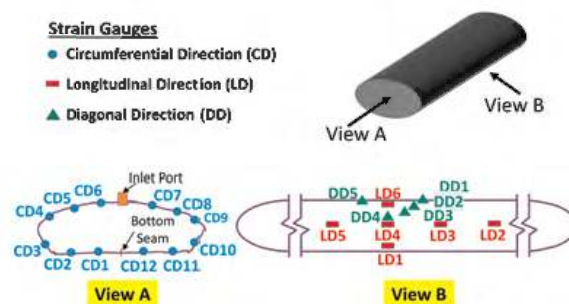 Strain Gauges
Circumferential Direction (CD)
Longitudinal Direction (LD)
Diagonal Direction (DD)
View A
View B
Inlet Port
CD6
CD7
CD5
CD8
CD4
CD9
Bottom
Seam
CD3
CD10
CD2
CD1
CD12
CD11
View A
DD5
LD6
DD1
DD2
DD4
DD3
LD5
LD4
LD3
LD2
LD1
View B